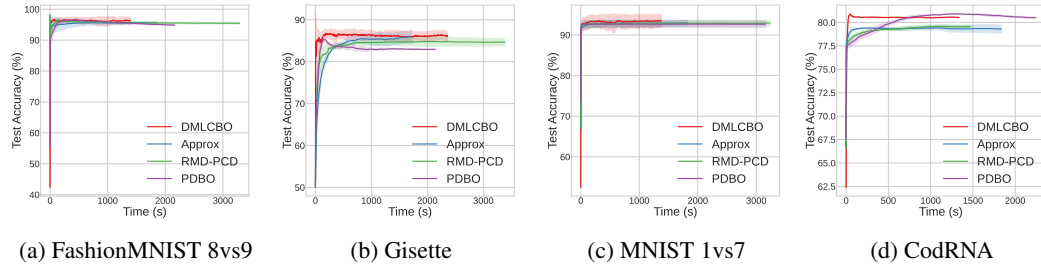 Test Accuracy (%)
100
90
80
70
60
50
40
0 1000 2000 3000
Time (s)
DMLCBO
Approx
RMD-PCD
PDBO
(a) FashionMNIST 8vs9
Test Accuracy (%)
90
80
70
60
50
0 1000 2000 3000
Time (s)
DMLCBO
Approx
RMD-PCD
PDBO
(b) Gisette
Test Accuracy (%)
90
80
70
60
0 1000 2000 3000
Time (s)
DMLCBO
Approx
RMD-PCD
PDBO
(c) MNIST 1vs7
Test Accuracy (%)
80.0
77.5
75.0
72.5
70.0
67.5
65.0
62.5
0 500 1000 1500 2000
Time (s)
DMLCBO
Approx
RMD-PCD
PDBO
(d) CodRNA